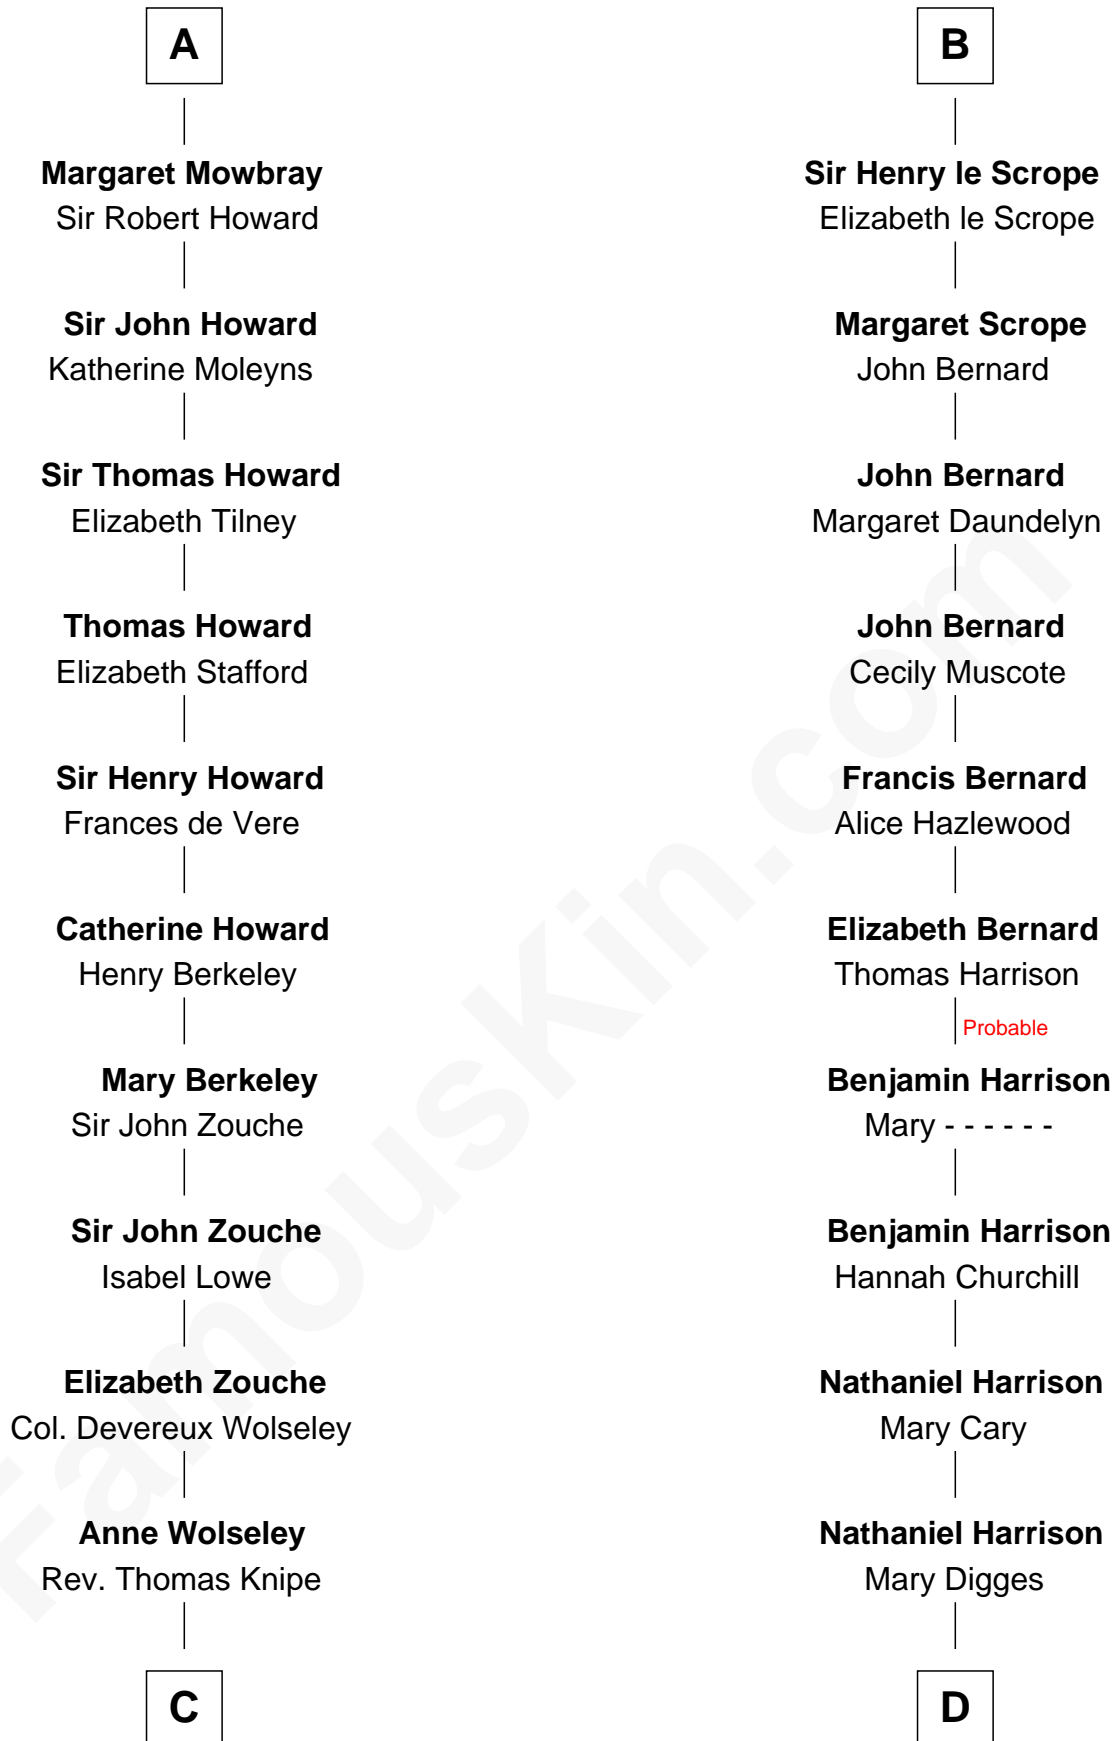 A
Margaret Mowbray
Sir Robert Howard
Sir John Howard
Katherine Moleyns
Sir Thomas Howard
Elizabeth Tilney
Thomas Howard
Elizabeth Stafford
Sir Henry Howard
Frances de Vere
Catherine Howard
Henry Berkeley
Mary Berkeley
Sir John Zouche
Sir John Zouche
Isabel Lowe
Elizabeth Zouche
Col. Devereux Wolseley
Anne Wolseley
Rev. Thomas Knipe
C
B
Sir Henry le Scrope
Elizabeth le Scrope
Margaret Scrope
John Bernard
John Bernard
Margaret Daundelyn
John Bernard
Cecily Muscote
Francis Bernard
Alice Hazlewood
Elizabeth Bernard
Thomas Harrison
Probable
Benjamin Harrison
Mary - - - - - -
Benjamin Harrison
Hannah Churchill
Nathaniel Harrison
Mary Cary
Nathaniel Harrison
Mary Digges
D
FamousKin.com